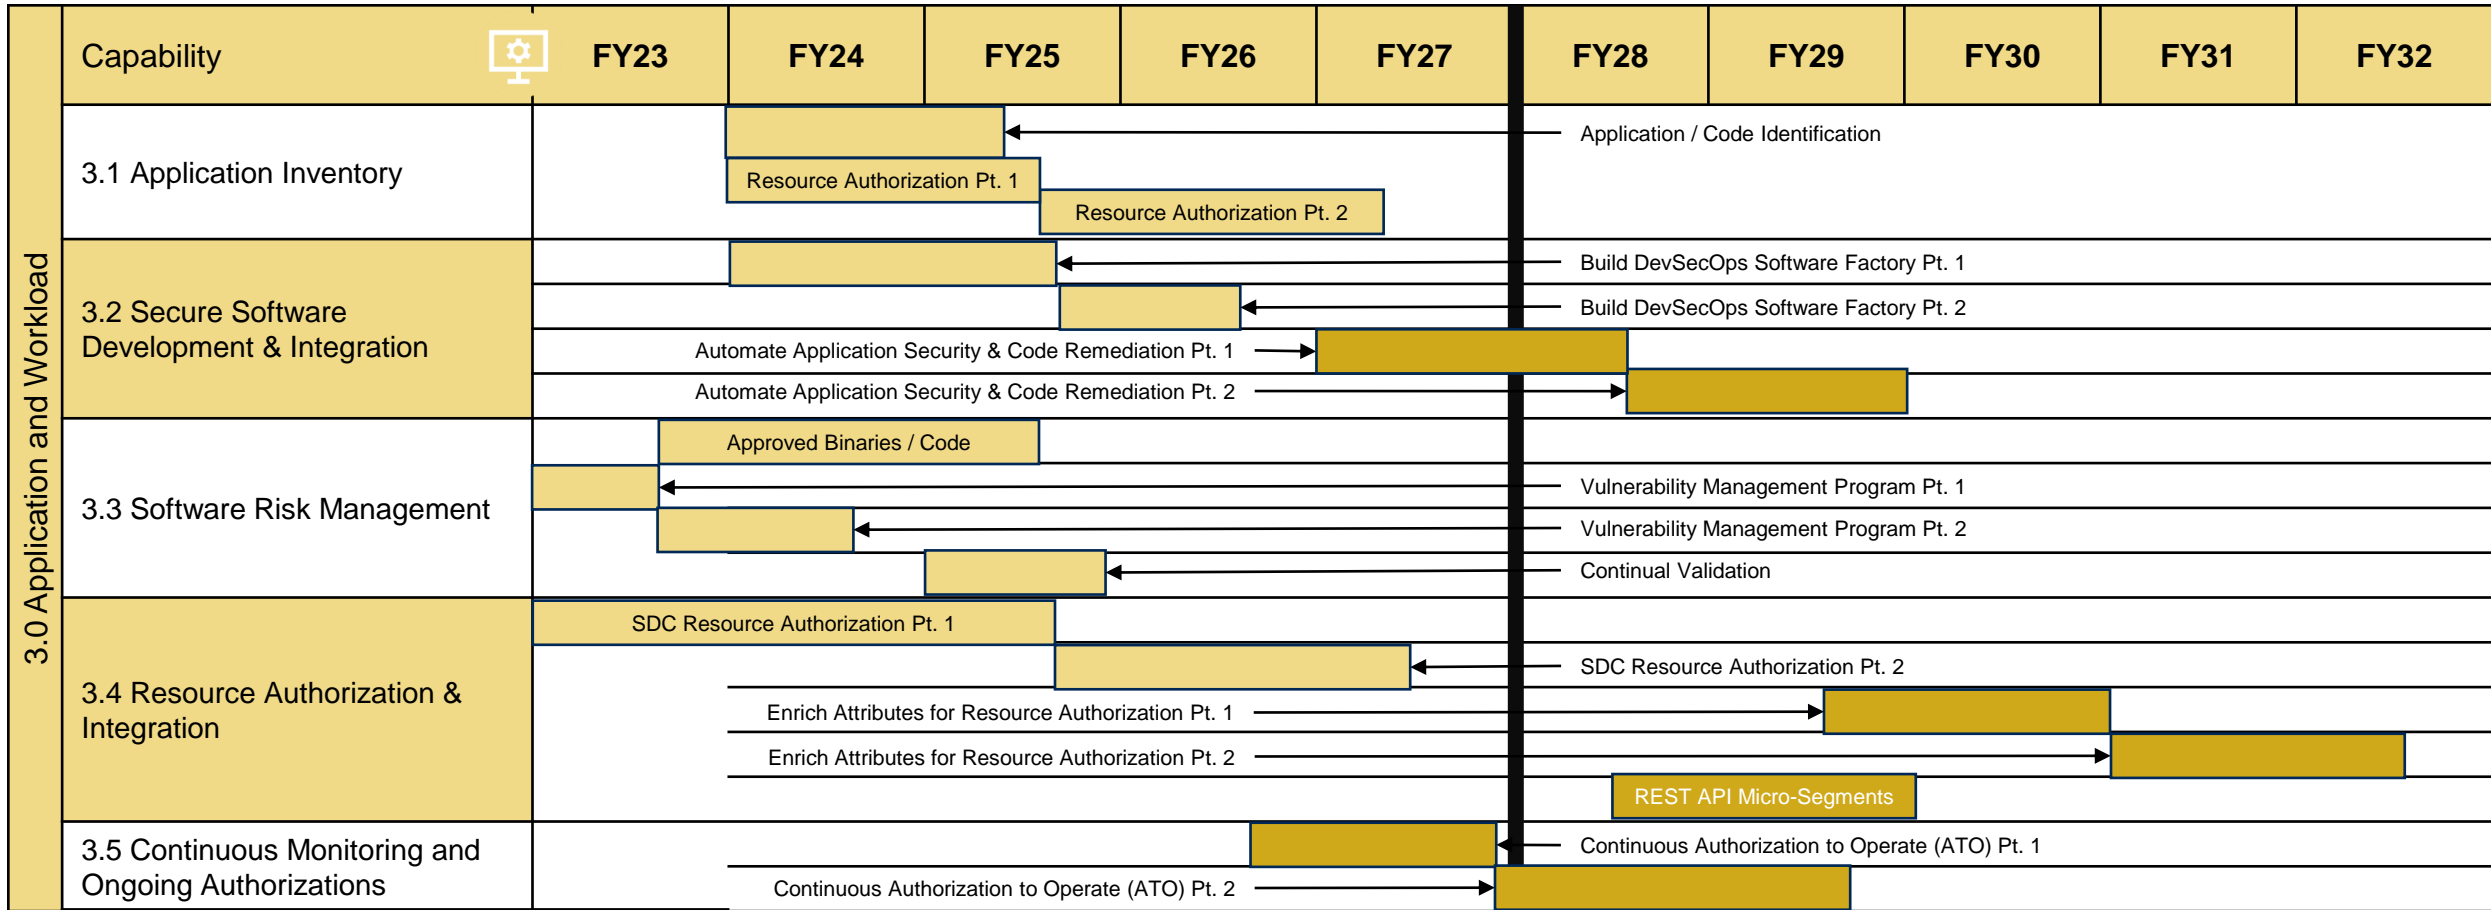 Capability
FY23
FY24
FY25
FY26
FY27
FY28
FY29
FY30
FY31
FY32
3.0 Application and Workload
3.1 Application Inventory
Application / Code Identification
Resource Authorization Pt. 1
Resource Authorization Pt. 2
3.2 Secure Software
Development & Integration
Build DevSecOps Software Factory Pt. 1
Build DevSecOps Software Factory Pt. 2
Automate Application Security & Code Remediation Pt. 1
Automate Application Security & Code Remediation Pt. 2
3.3 Software Risk Management
Approved Binaries / Code
Vulnerability Management Program Pt. 1
Vulnerability Management Program Pt. 2
Continual Validation
3.4 Resource Authorization &
Integration
SDC Resource Authorization Pt. 1
SDC Resource Authorization Pt. 2
Enrich Attributes for Resource Authorization Pt. 1
Enrich Attributes for Resource Authorization Pt. 2
REST API Micro-Segments
3.5 Continuous Monitoring and
Ongoing Authorizations
Continuous Authorization to Operate (ATO) Pt. 1
Continuous Authorization to Operate (ATO) Pt. 2